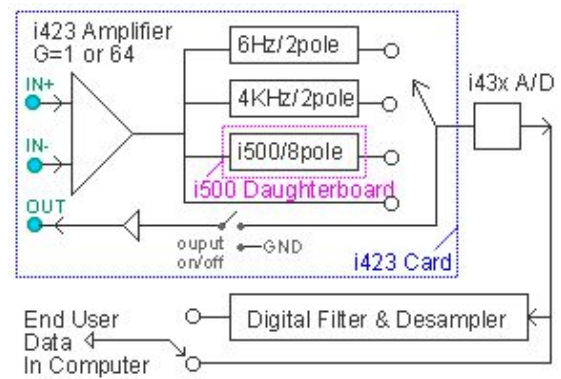 i423 Amplifier
G=1 or 64
IN+
IN-
OUT
6Hz/2pole
4KHz/2pole
i500/8pole
i500 Daughterboard
i43x A/D
ouput
on/off
GND
i423 Card
End User
Data
In Computer
Digital Filter & Desampler